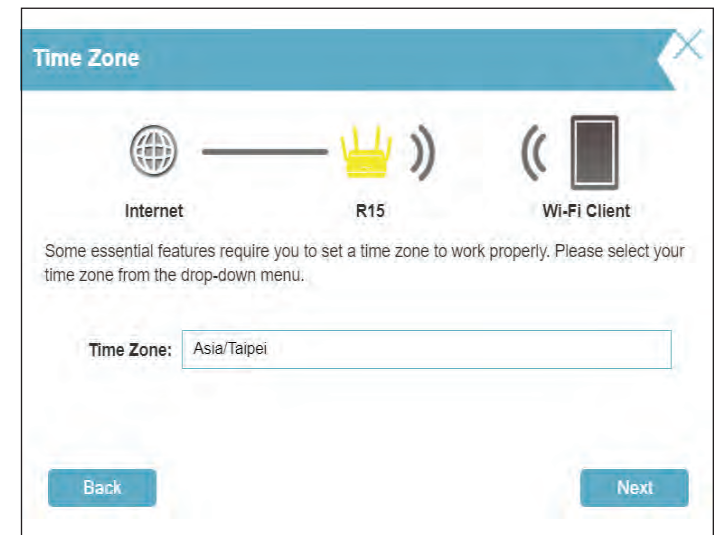 Time Zone
Internet
R15
Wi-Fi Client
Some essential features require you to set a time zone to work properly. Please select your
time zone from the drop-down menu.
Time Zone: Asia/Taipei
Back
Next